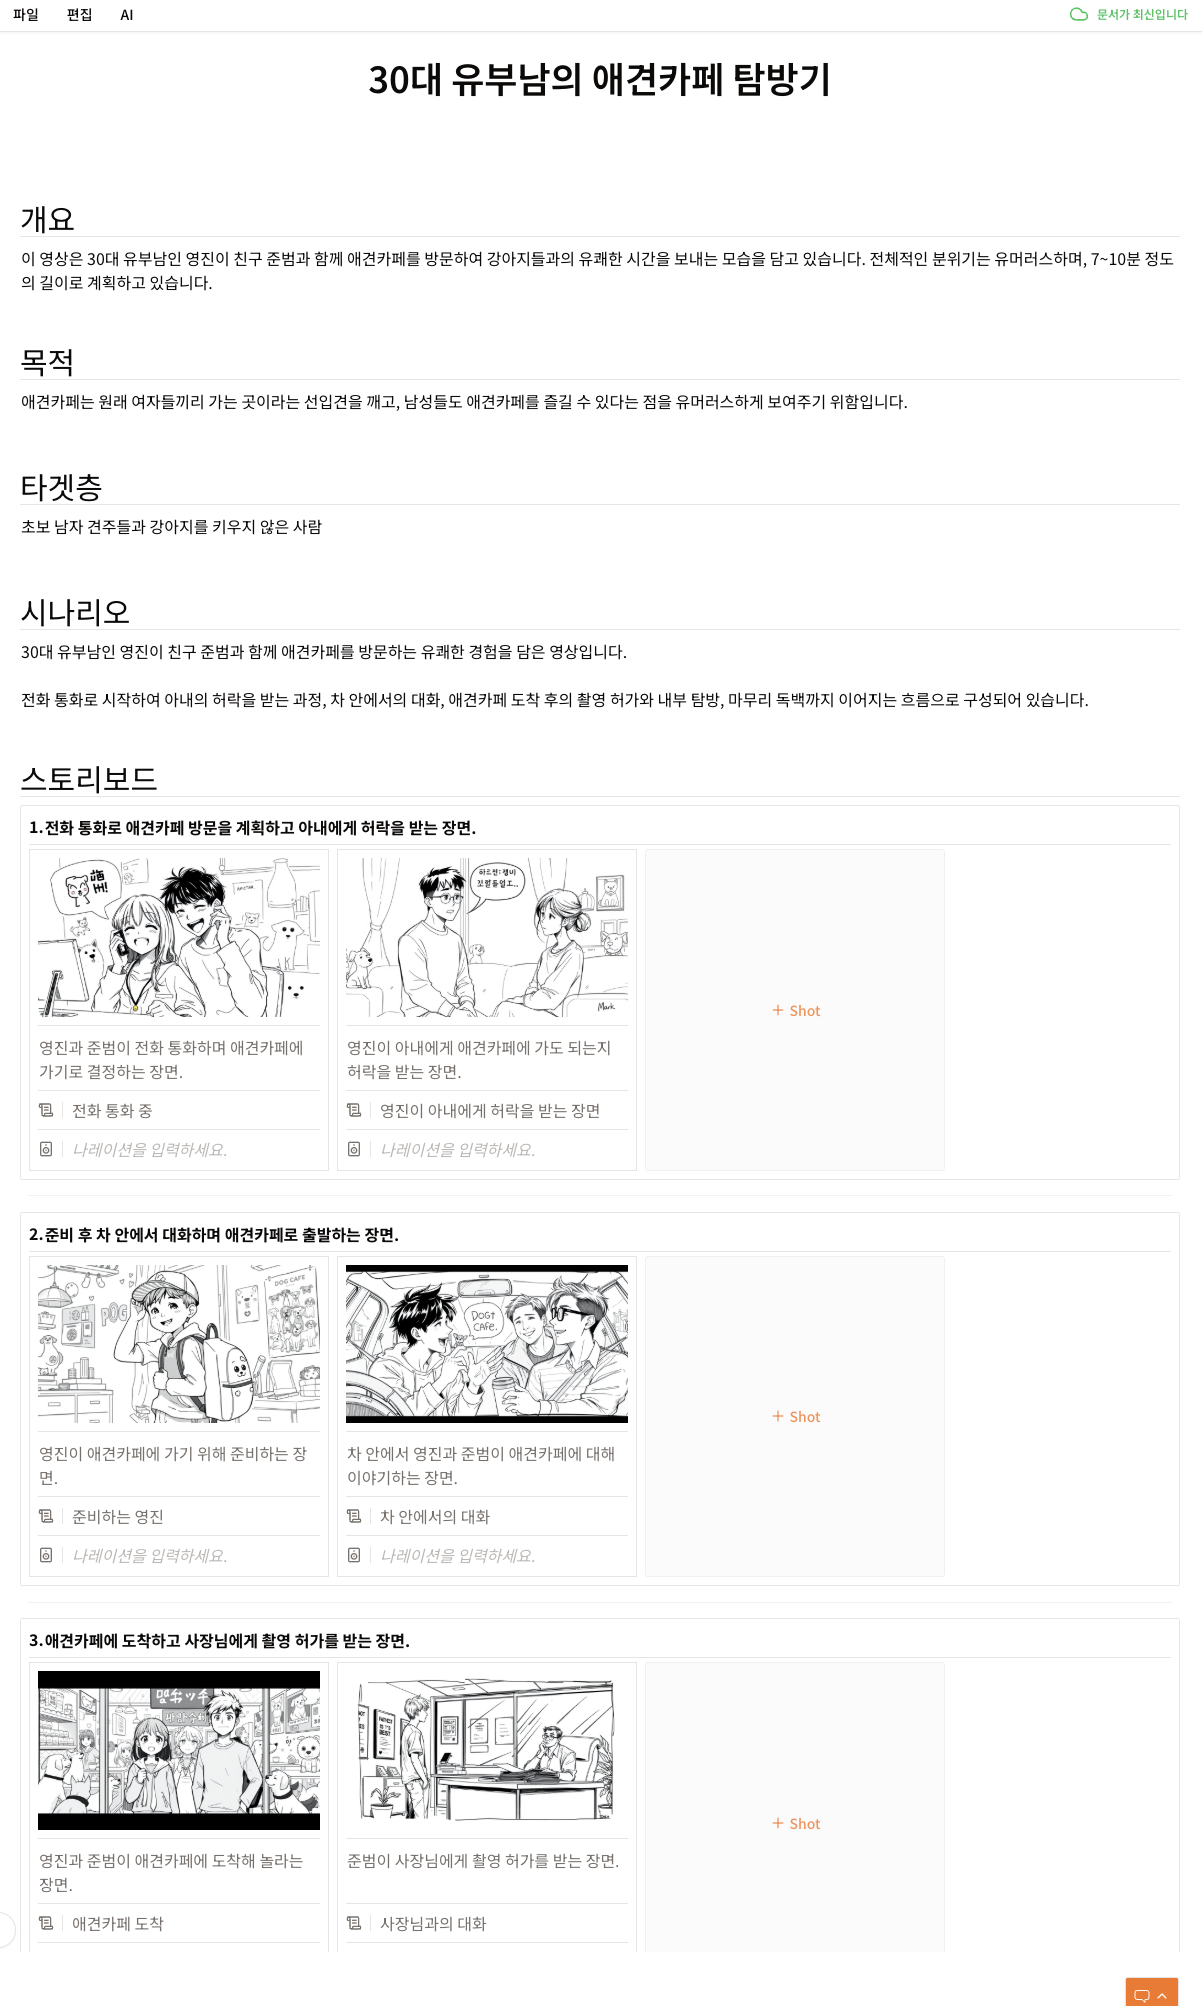 파일 편집 AI 문서가 최신입니다
30대 유부남의 애견카페 탐방기
개요
이 영상은 30대 유부남인 영진이 친구 준범과 함께 애견카페를 방문하여 강아지들과의 유쾌한 시간을 보내는 모습을 담고 있습니다. 전체적인 분위기는 유머러스하며, 7~10분 정도
의 길이로 계획하고 있습니다.
목적
애견카페는 원래 여자들끼리 가는 곳이라는 선입견을 깨고, 남성들도 애견카페를 즐길 수 있다는 점을 유머러스하게 보여주기 위함입니다.
타겟층
초보 남자 견주들과 강아지를 키우지 않은 사람
시나리오
30대 유부남인 영진이 친구 준범과 함께 애견카페를 방문하는 유쾌한 경험을 담은 영상입니다.
전화 통화로 시작하여 아내의 허락을 받는 과정, 차 안에서의 대화, 애견카페 도착 후의 촬영 허가와 내부 탐방, 마무리 독백까지 이어지는 흐름으로 구성되어 있습니다.
스토리보드
1.전화 통화로 애견카페 방문을 계획하고 아내에게 허락을 받는 장면.
Mark
영진과 준범이 전화 통화하며 애견카페에
가기로 결정하는 장면.
전화 통화 중
나레이션을 입력하세요.
영진이 아내에게 애견카페에 가도 되는지
허락을 받는 장면.
영진이 아내에게 허락을 받는 장면
나레이션을 입력하세요.
+ Shot
2.준비 후 차 안에서 대화하며 애견카페로 출발하는 장면.
DOG
DOG CAFE
영진이 애견카페에 가기 위해 준비하는 장
면.
준비하는 영진
나레이션을 입력하세요.
DOGT
CAFE.
차 안에서 영진과 준범이 애견카페에 대해
이야기하는 장면.
차 안에서의 대화
나레이션을 입력하세요.
+ Shot
3.애견카페에 도착하고 사장님에게 촬영 허가를 받는 장면.
영진과 준범이 애견카페에 도착해 놀라는
장면.
애견카페 도착
BEST
준범이 사장님에게 촬영 허가를 받는 장면.
사장님과의 대화
+ Shot